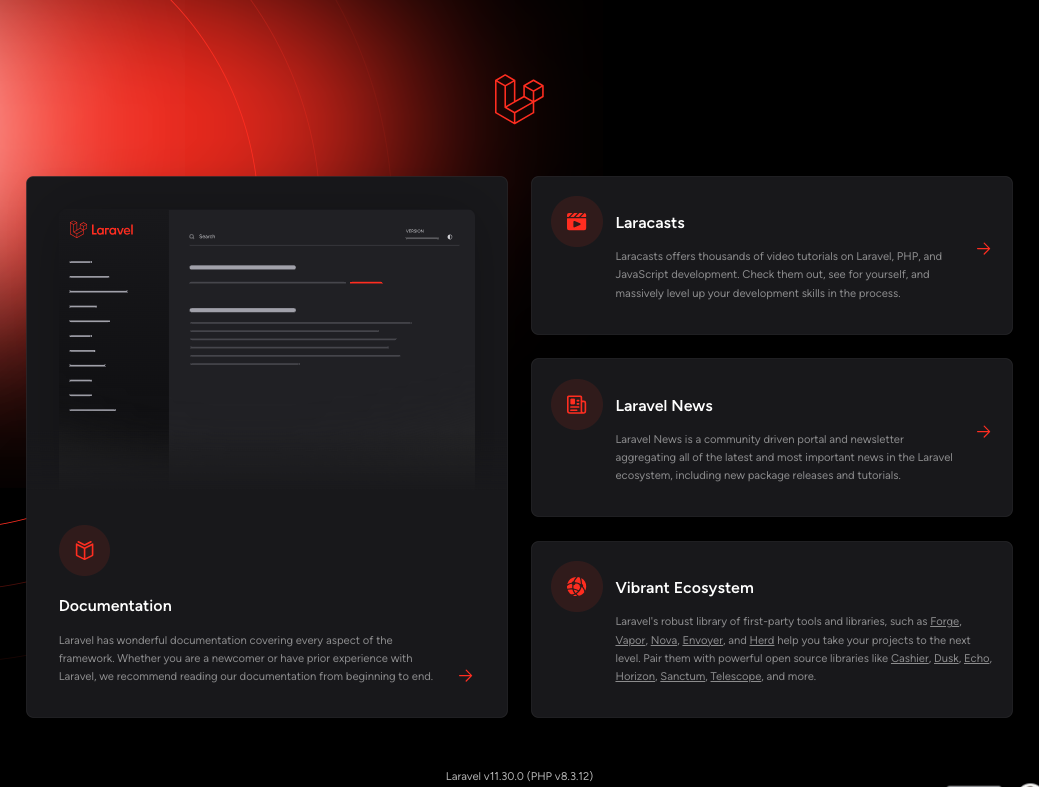 Laravel
Search
VERSION
Documentation
Laravel has wonderful documentation covering every aspect of the
framework. Whether you are a newcomer or have prior experience with
Laravel, we recommend reading our documentation from beginning to end.
Laracasts
Laracasts offers thousands of video tutorials on Laravel, PHP, and
JavaScript development. Check them out, see for yourself, and
massively level up your development skills in the process.
Laravel News
Laravel News is a community driven portal and newsletter
aggregating all of the latest and most important news in the Laravel
ecosystem, including new package releases and tutorials.
Vibrant Ecosystem
Laravel's robust library of first-party tools and libraries, such as Forge,
Vapor, Nova, Envoyer, and Herd help you take your projects to the next
level. Pair them with powerful open source libraries like Cashier, Dusk, Echo,
Horizon, Sanctum, Telescope, and more.
Laravel v11.30.0 (PHP v8.3.12)